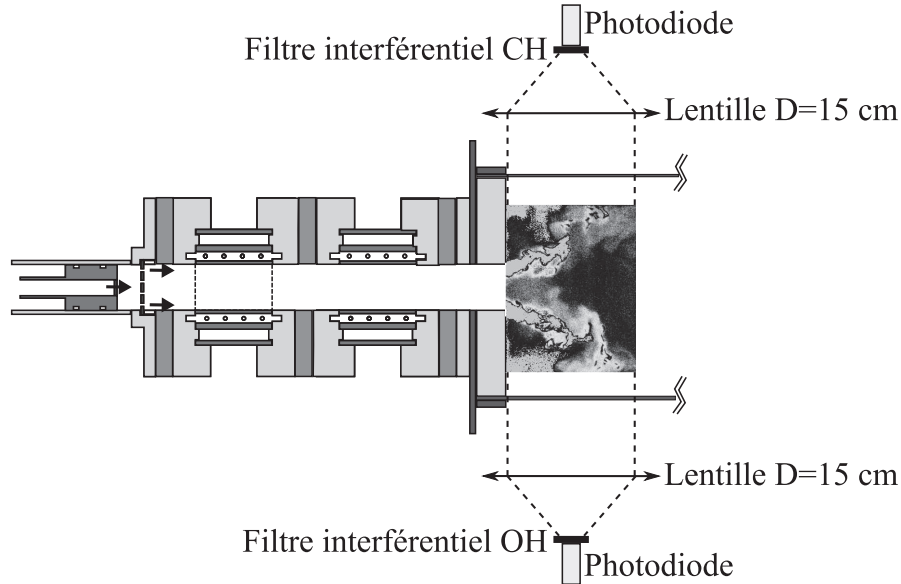 Photodiode
Filtre interférentiel CH
Lentille D=15 cm
Lentille D=15 cm
Filtre interférentiel OH
Photodiode